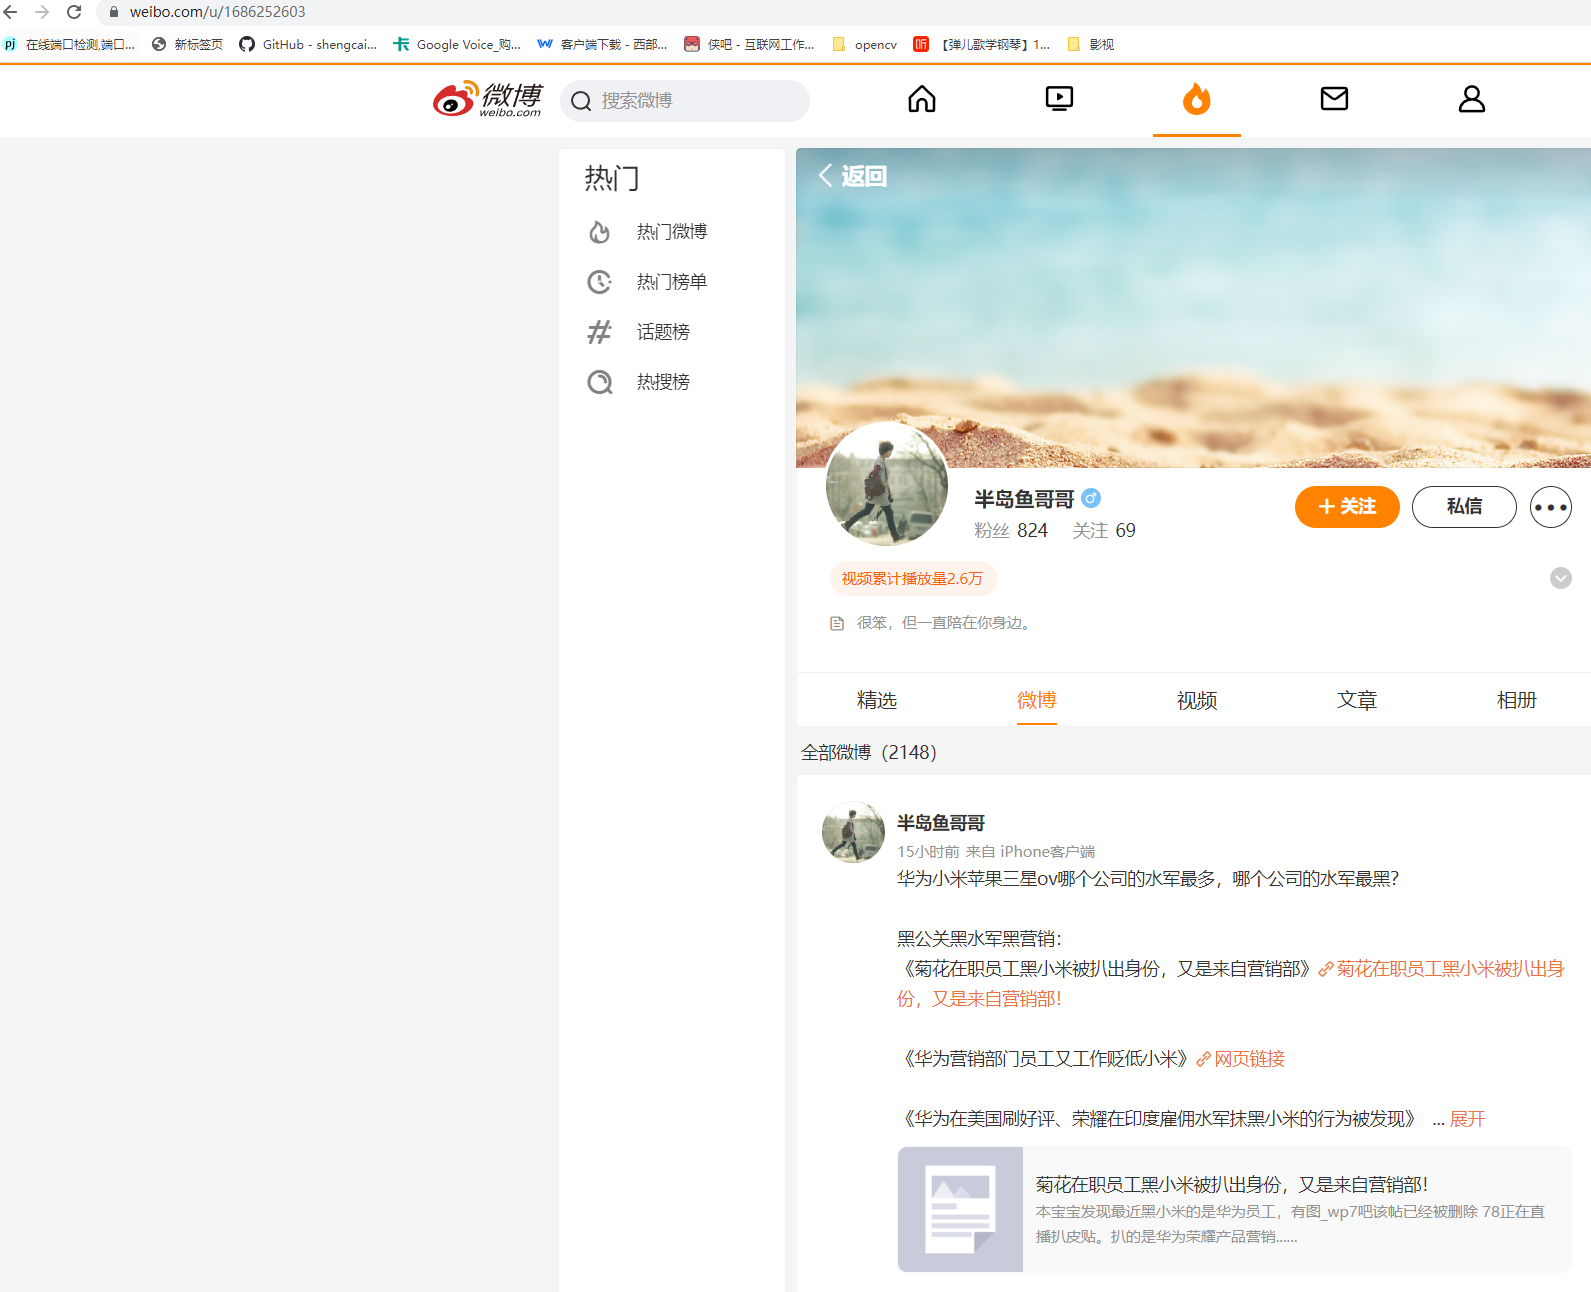 weibo.com/u/1686252603
pj 在线端口检测,端口... 新标签页 GitHub - shengcai... 卡 Google Voice_购... 客户端下载 - 西部... 侠吧 - 互联网工作... opencv 听 【弹儿歌学钢琴】1... 影视
微博 weibo.com 搜索微博
热门
热门微博
热门榜单
话题榜
热搜榜
返回
半岛鱼哥哥
+ 关注 私信
粉丝 824 关注 69
视频累计播放量2.6万
很笨，但一直陪在你身边。
精选 微博 视频 文章 相册
全部微博（2148）
半岛鱼哥哥
15小时前 来自 iPhone客户端
华为小米苹果三星ov哪个公司的水军最多，哪个公司的水军最黑？
黑公关黑水军黑营销：
《菊花在职员工黑小米被扒出身份，又是来自营销部》菊花在职员工黑小米被扒出身
份，又是来自营销部！
《华为营销部门员工又工作贬低小米》网页链接
《华为在美国刷好评、荣耀在印度雇佣水军抹黑小米的行为被发现》 ... 展开
菊花在职员工黑小米被扒出身份，又是来自营销部！
本宝宝发现最近黑小米的是华为员工，有图_wp7吧该帖已经被删除 78正在直
播扒皮贴。扒的是华为荣耀产品营销......